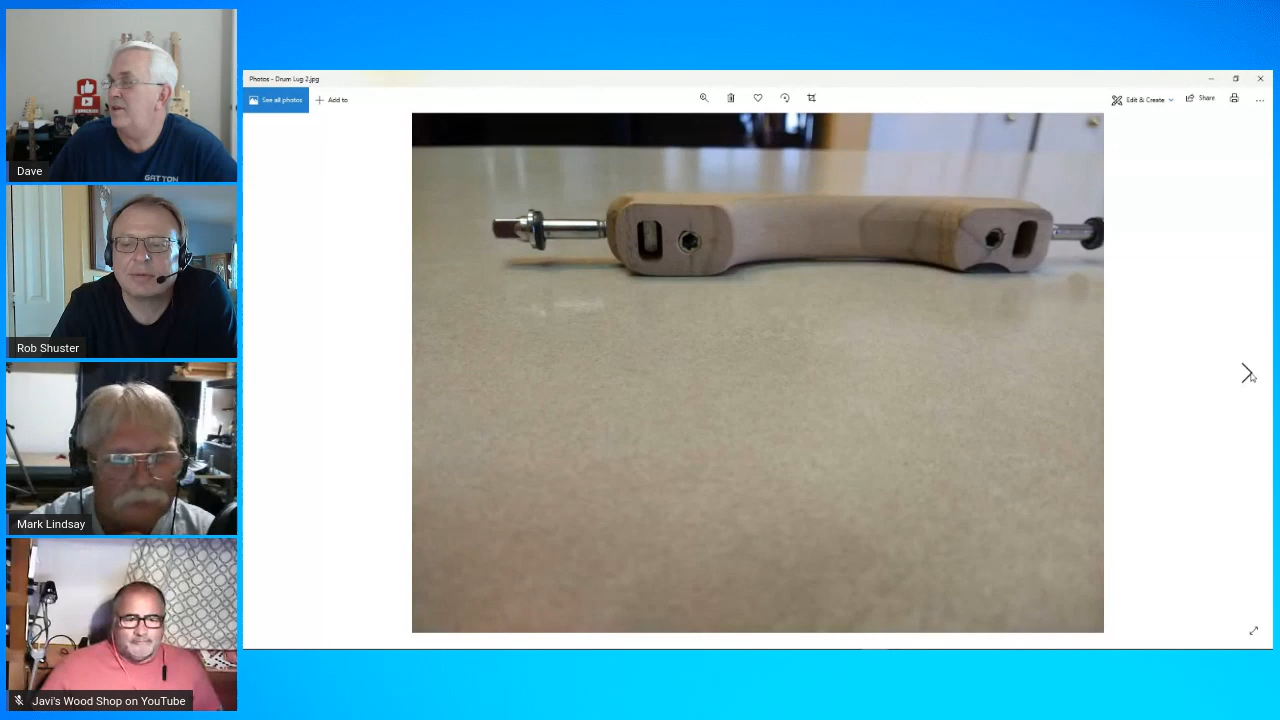 Dave
GATTON
SUBSCRIBE
Rob Shuster
Mark Lindsay
Javi's Wood Shop on YouTube
Photos - Drum Lug 2.jpg
See all photos
Add to
Edit & Create
Share